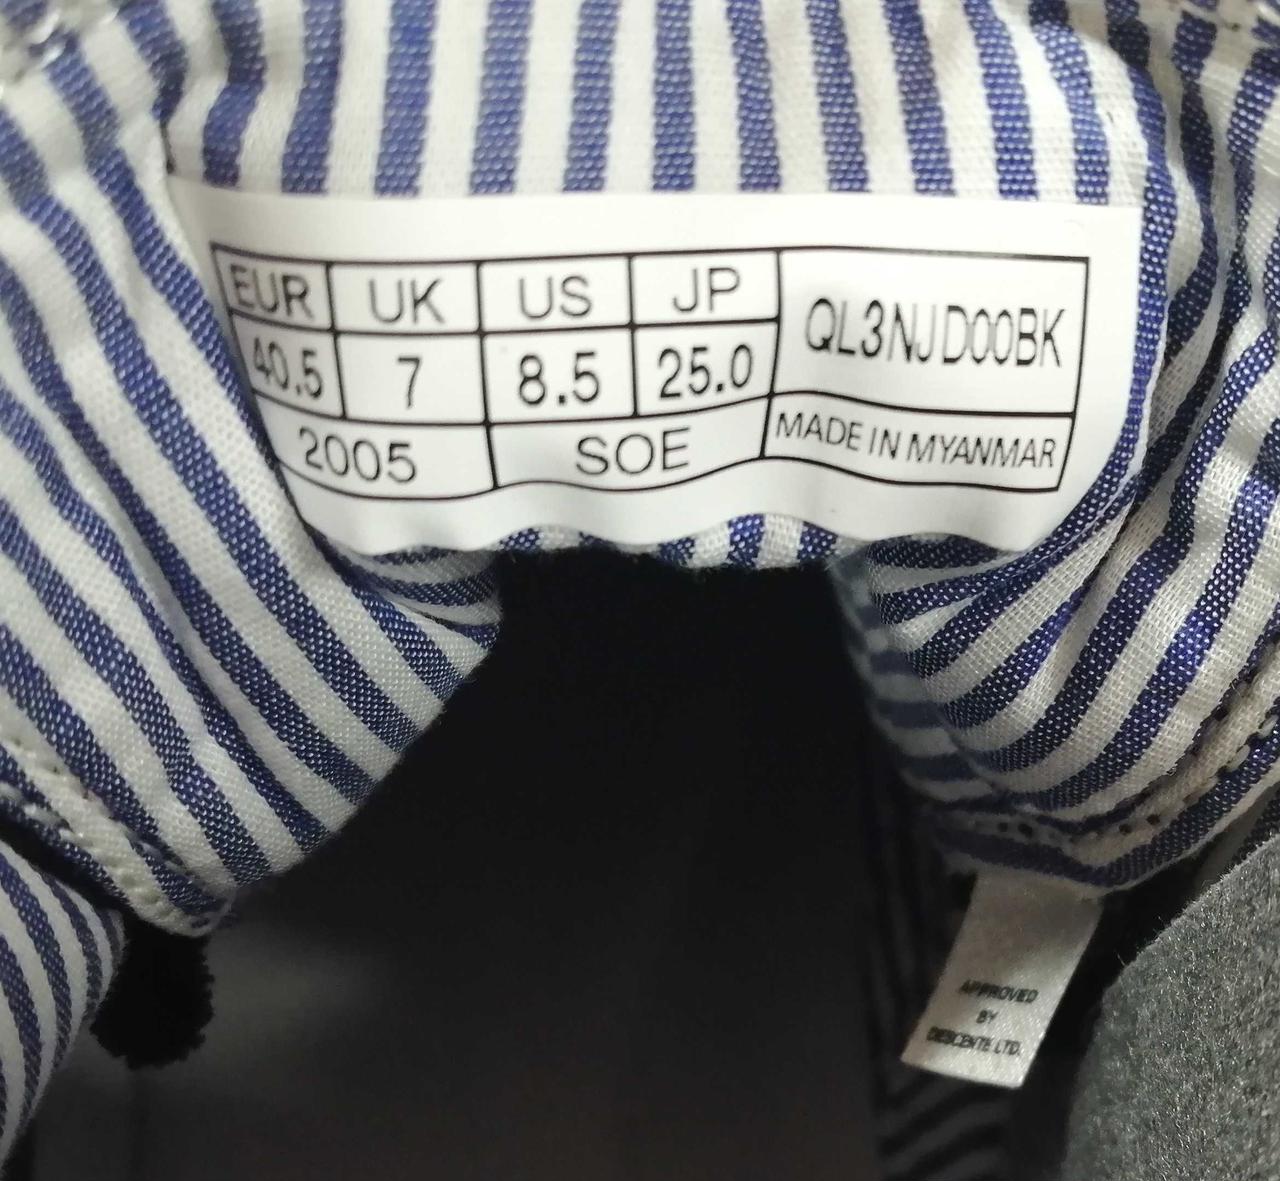 EUR UK US JP QL3NJD00BK
40.5 7 8.5 25.0
2005 SOE MADE IN MYANMAR
APPROVED
BY
DESCENTE LTD.